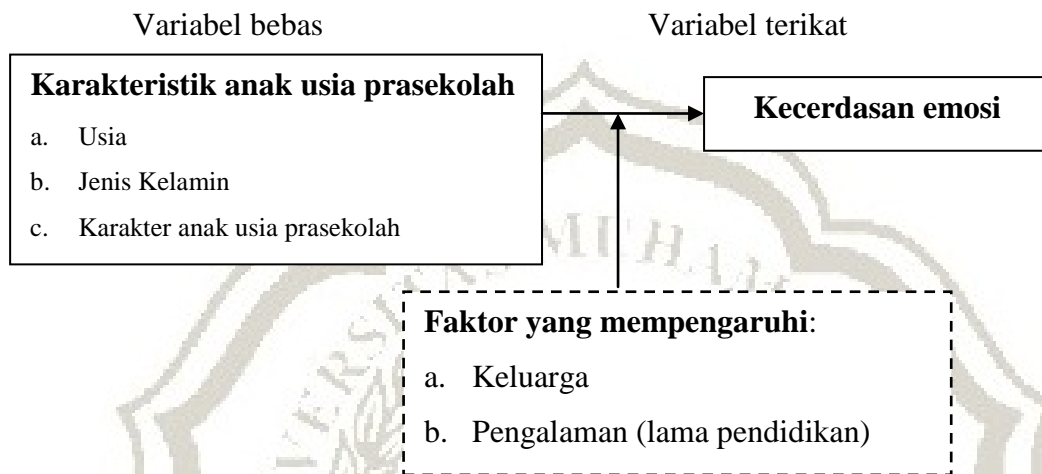 Variabel bebas
Variabel terikat
Karakteristik anak usia prasekolah
a. Usia
b. Jenis Kelamin
c. Karakter anak usia prasekolah
Kecerdasan emosi
Faktor yang mempengaruhi:
a. Keluarga
b. Pengalaman (lama pendidikan)